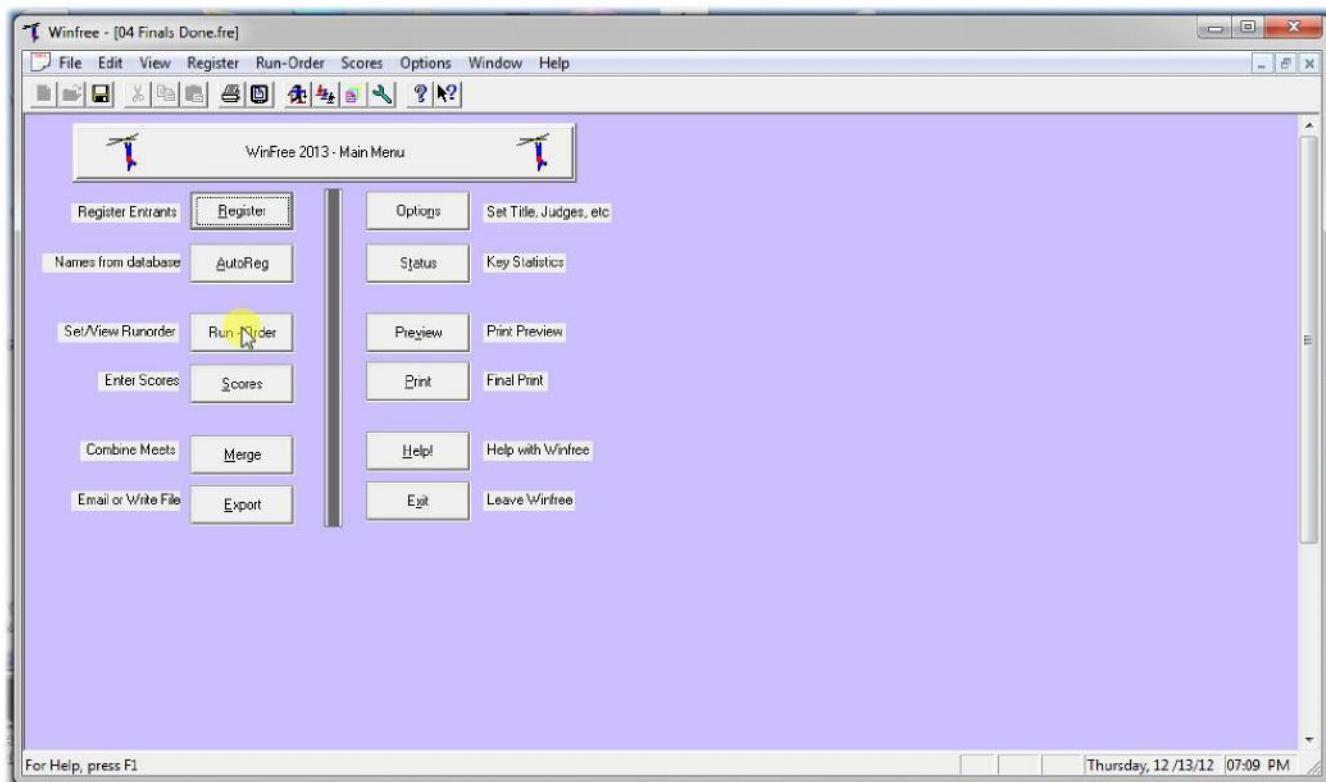 Winfree - [04 Finals Done.fre]
File Edit View Register Run-Order Scores Options Window Help
WinFree 2013 - Main Menu
Register Entrants Register Options Set Title, Judges, etc
Names from database AutoReg Status Key Statistics
Set/View Runorder Run - Order Preview Print Preview
Enter Scores Scores Print Final Print
Combine Meets Merge Help! Help with Winfree
Email or Write File Export Exit Leave Winfree
For Help, press F1 Thursday, 12 /13/12 07:09 PM